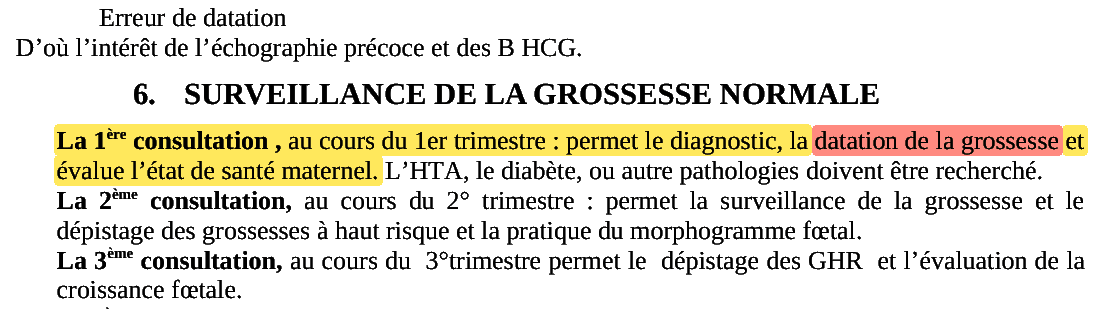 Erreur de datation
D’où l’intérêt de l’échographie précoce et des B HCG.
6. SURVEILLANCE DE LA GROSSESSE NORMALE
La 1ère consultation , au cours du 1er trimestre : permet le diagnostic, la datation de la grossesse et
évalue l’état de santé maternel. L’HTA, le diabète, ou autre pathologies doivent être recherché.
La 2ème consultation, au cours du 2° trimestre : permet la surveillance de la grossesse et le
dépistage des grossesses à haut risque et la pratique du morphogramme fœtal.
La 3ème consultation, au cours du 3°trimestre permet le dépistage des GHR et l’évaluation de la
croissance fœtale.